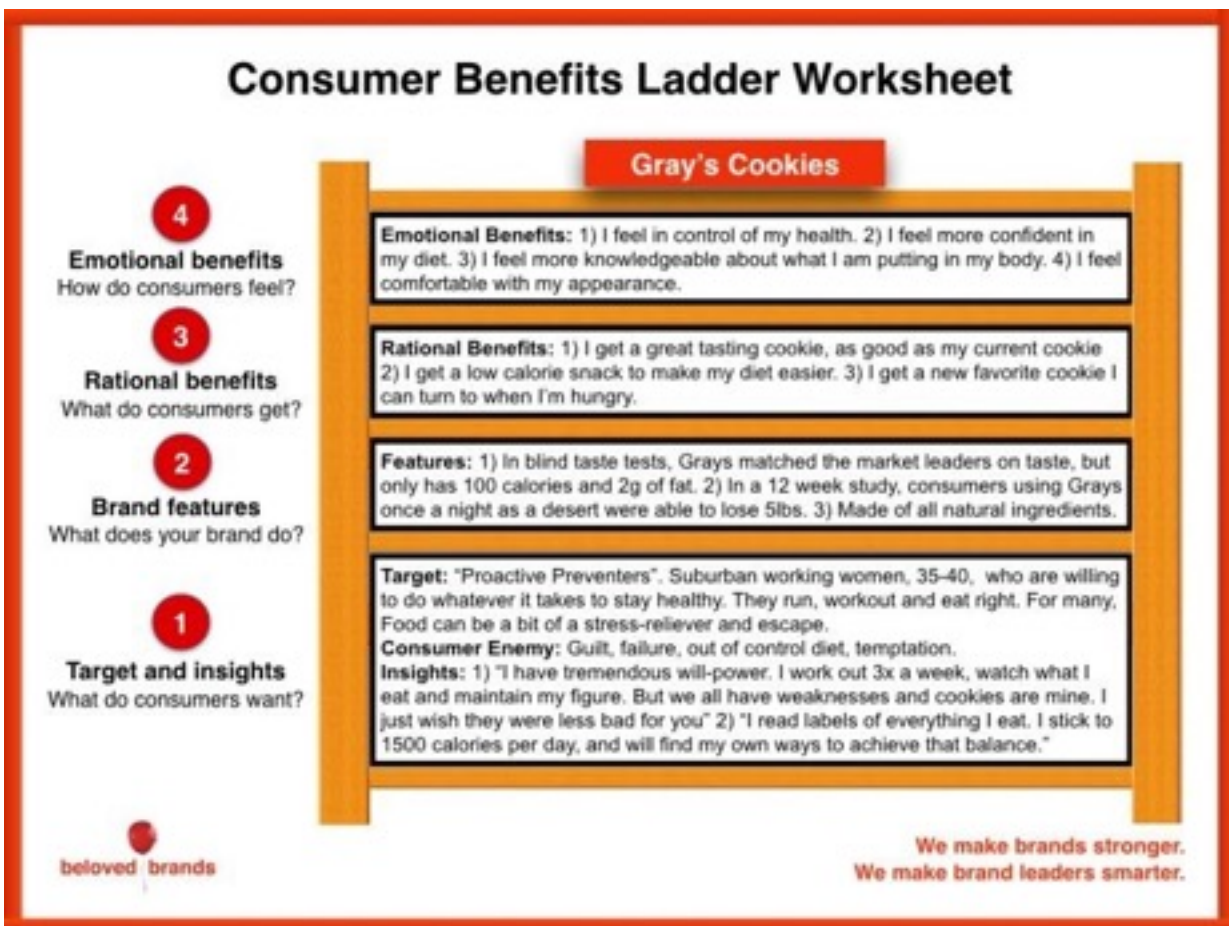 Consumer Benefits Ladder Worksheet
Gray's Cookies
4
Emotional benefits
How do consumers feel?
Emotional Benefits: 1) I feel in control of my health. 2) I feel more confident in
my diet. 3) I feel more knowledgeable about what I am putting in my body. 4) I feel
comfortable with my appearance.
3
Rational benefits
What do consumers get?
Rational Benefits: 1) I get a great tasting cookie, as good as my current cookie
2) I get a low calorie snack to make my diet easier. 3) I get a new favorite cookie I
can turn to when I'm hungry.
2
Brand features
What does your brand do?
Features: 1) In blind taste tests, Grays matched the market leaders on taste, but
only has 100 calories and 2g of fat. 2) In a 12 week study, consumers using Grays
once a night as a desert were able to lose 5lbs. 3) Made of all natural ingredients.
1
Target and insights
What do consumers want?
Target: "Proactive Preventers". Suburban working women, 35-40, who are willing
to do whatever it takes to stay healthy. They run, workout and eat right. For many,
Food can be a bit of a stress-reliever and escape.
Consumer Enemy: Guilt, failure, out of control diet, temptation.
Insights: 1) "I have tremendous will-power. I work out 3x a week, watch what I
eat and maintain my figure. But we all have weaknesses and cookies are mine. I
just wish they were less bad for you" 2) "I read labels of everything I eat. I stick to
1500 calories per day, and will find my own ways to achieve that balance."
beloved brands
We make brands stronger.
We make brand leaders smarter.